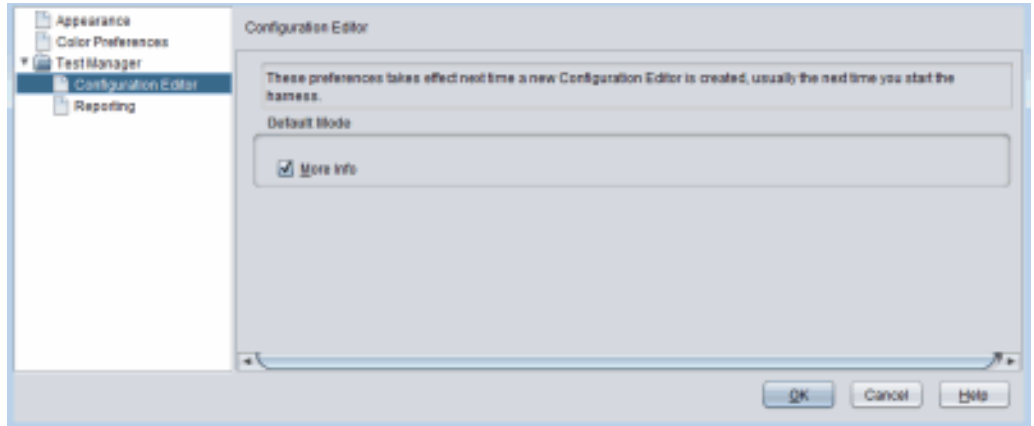 Appearance
Color Preferences
Test Manager
Configuration Editor
Reporting
Configuration Editor
These preferences takes effect next time a new Configuration Editor is created, usually the next time you start the
harness.
Default Mode
More Info
OK
Cancel
Help